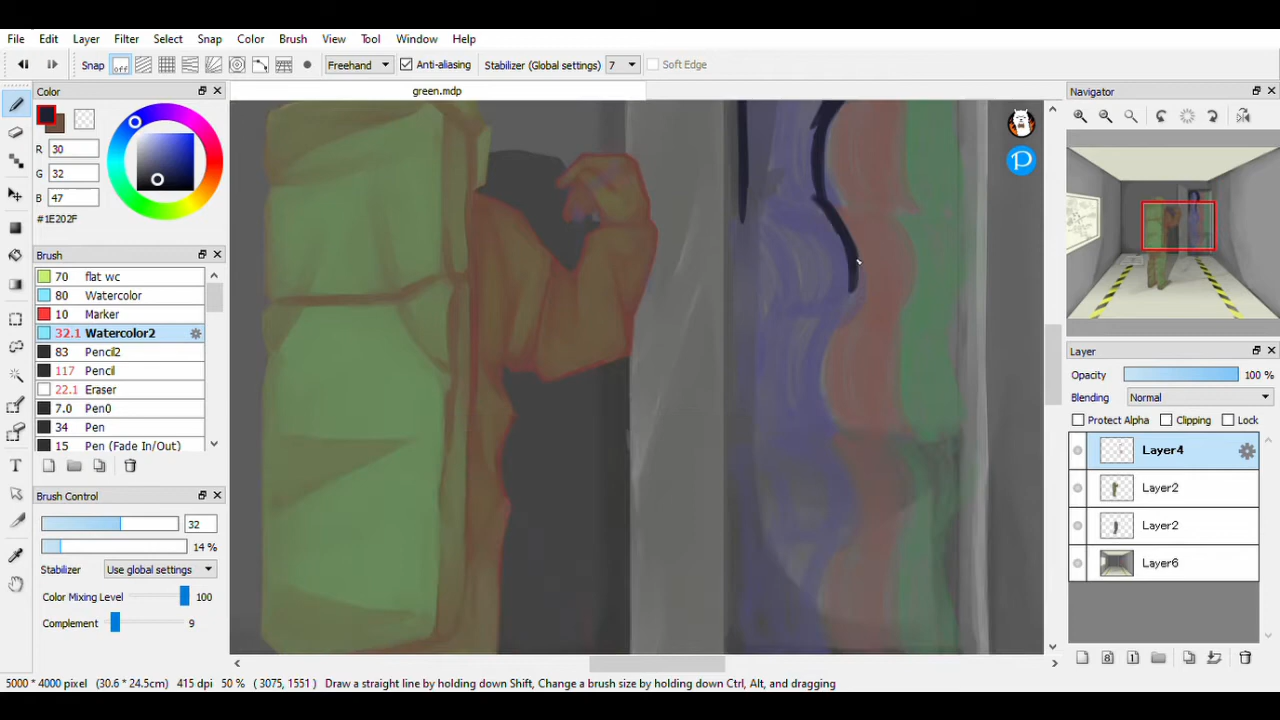 File Edit Layer Filter Select Snap Color Brush View Tool Window Help
Snap off Freehand Anti-aliasing Stabilizer (Global settings) 7 Soft Edge
Color
green.mdp
Navigator
R 30
G 32
B 47
#1E202F
Brush
70 flat wc
80 Watercolor
10 Marker
32.1 Watercolor2
83 Pencil2
117 Pencil
22.1 Eraser
7.0 Pen0
34 Pen
15 Pen (Fade In/Out)
Brush Control
32
14 %
Stabilizer Use global settings
Color Mixing Level 100
Complement 9
Layer
Opacity 100 %
Blending Normal
Protect Alpha Clipping Lock
Layer4
Layer2
Layer2
Layer6
5000 * 4000 pixel (30.6 * 24.5cm) 415 dpi 50 % ( 3075, 1551 ) Draw a straight line by holding down Shift, Change a brush size by holding down Ctrl, Alt, and dragging